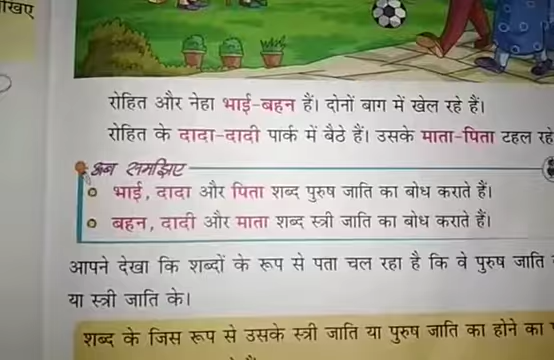 रोहित और नेहा भाई-बहन हैं। दोनों बाग में खेल रहे हैं।
रोहित के दादा-दादी पार्क में बैठे हैं। उसके माता-पिता टहल रहे
अब समझिए
भाई, दादा और पिता शब्द पुरुष जाति का बोध कराते हैं।
बहन, दादी और माता शब्द स्त्री जाति का बोध कराते हैं।
आपने देखा कि शब्दों के रूप से पता चल रहा है कि वे पुरुष जाति
या स्त्री जाति के।
शब्द के जिस रूप से उसके स्त्री जाति या पुरुष जाति का होने का